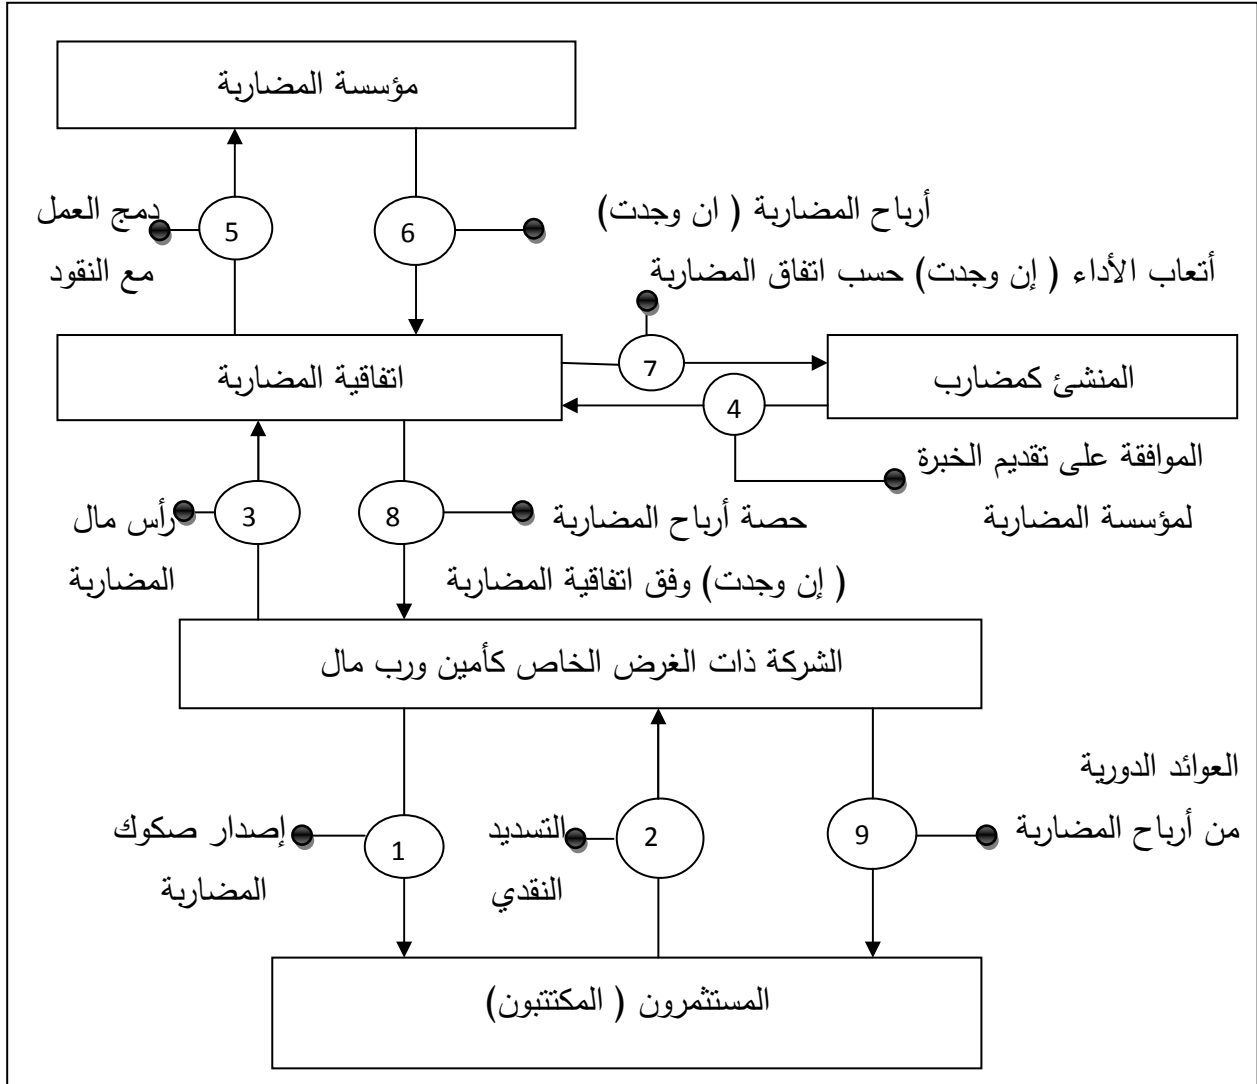 مؤسسة المضاربة
أرباح المضاربة ( ان وجدت)
6
5
دمج العمل
مع النقود
أتعاب الأداء ( إن وجدت) حسب اتفاق المضاربة
7
المنشئ كمضارب
اتفاقية المضاربة
4
الموافقة على تقديم الخبرة
لمؤسسة المضاربة
حصة أرباح المضاربة
( إن وجدت) وفق اتفاقية المضاربة
8
3
رأس مال
المضاربة
الشركة ذات الغرض الخاص كأمين ورب مال
العوائد الدورية
من أرباح المضاربة
9
2
التسديد
النقدي
1
إصدار صكوك
المضاربة
المستثمرون ( المكتتبون)